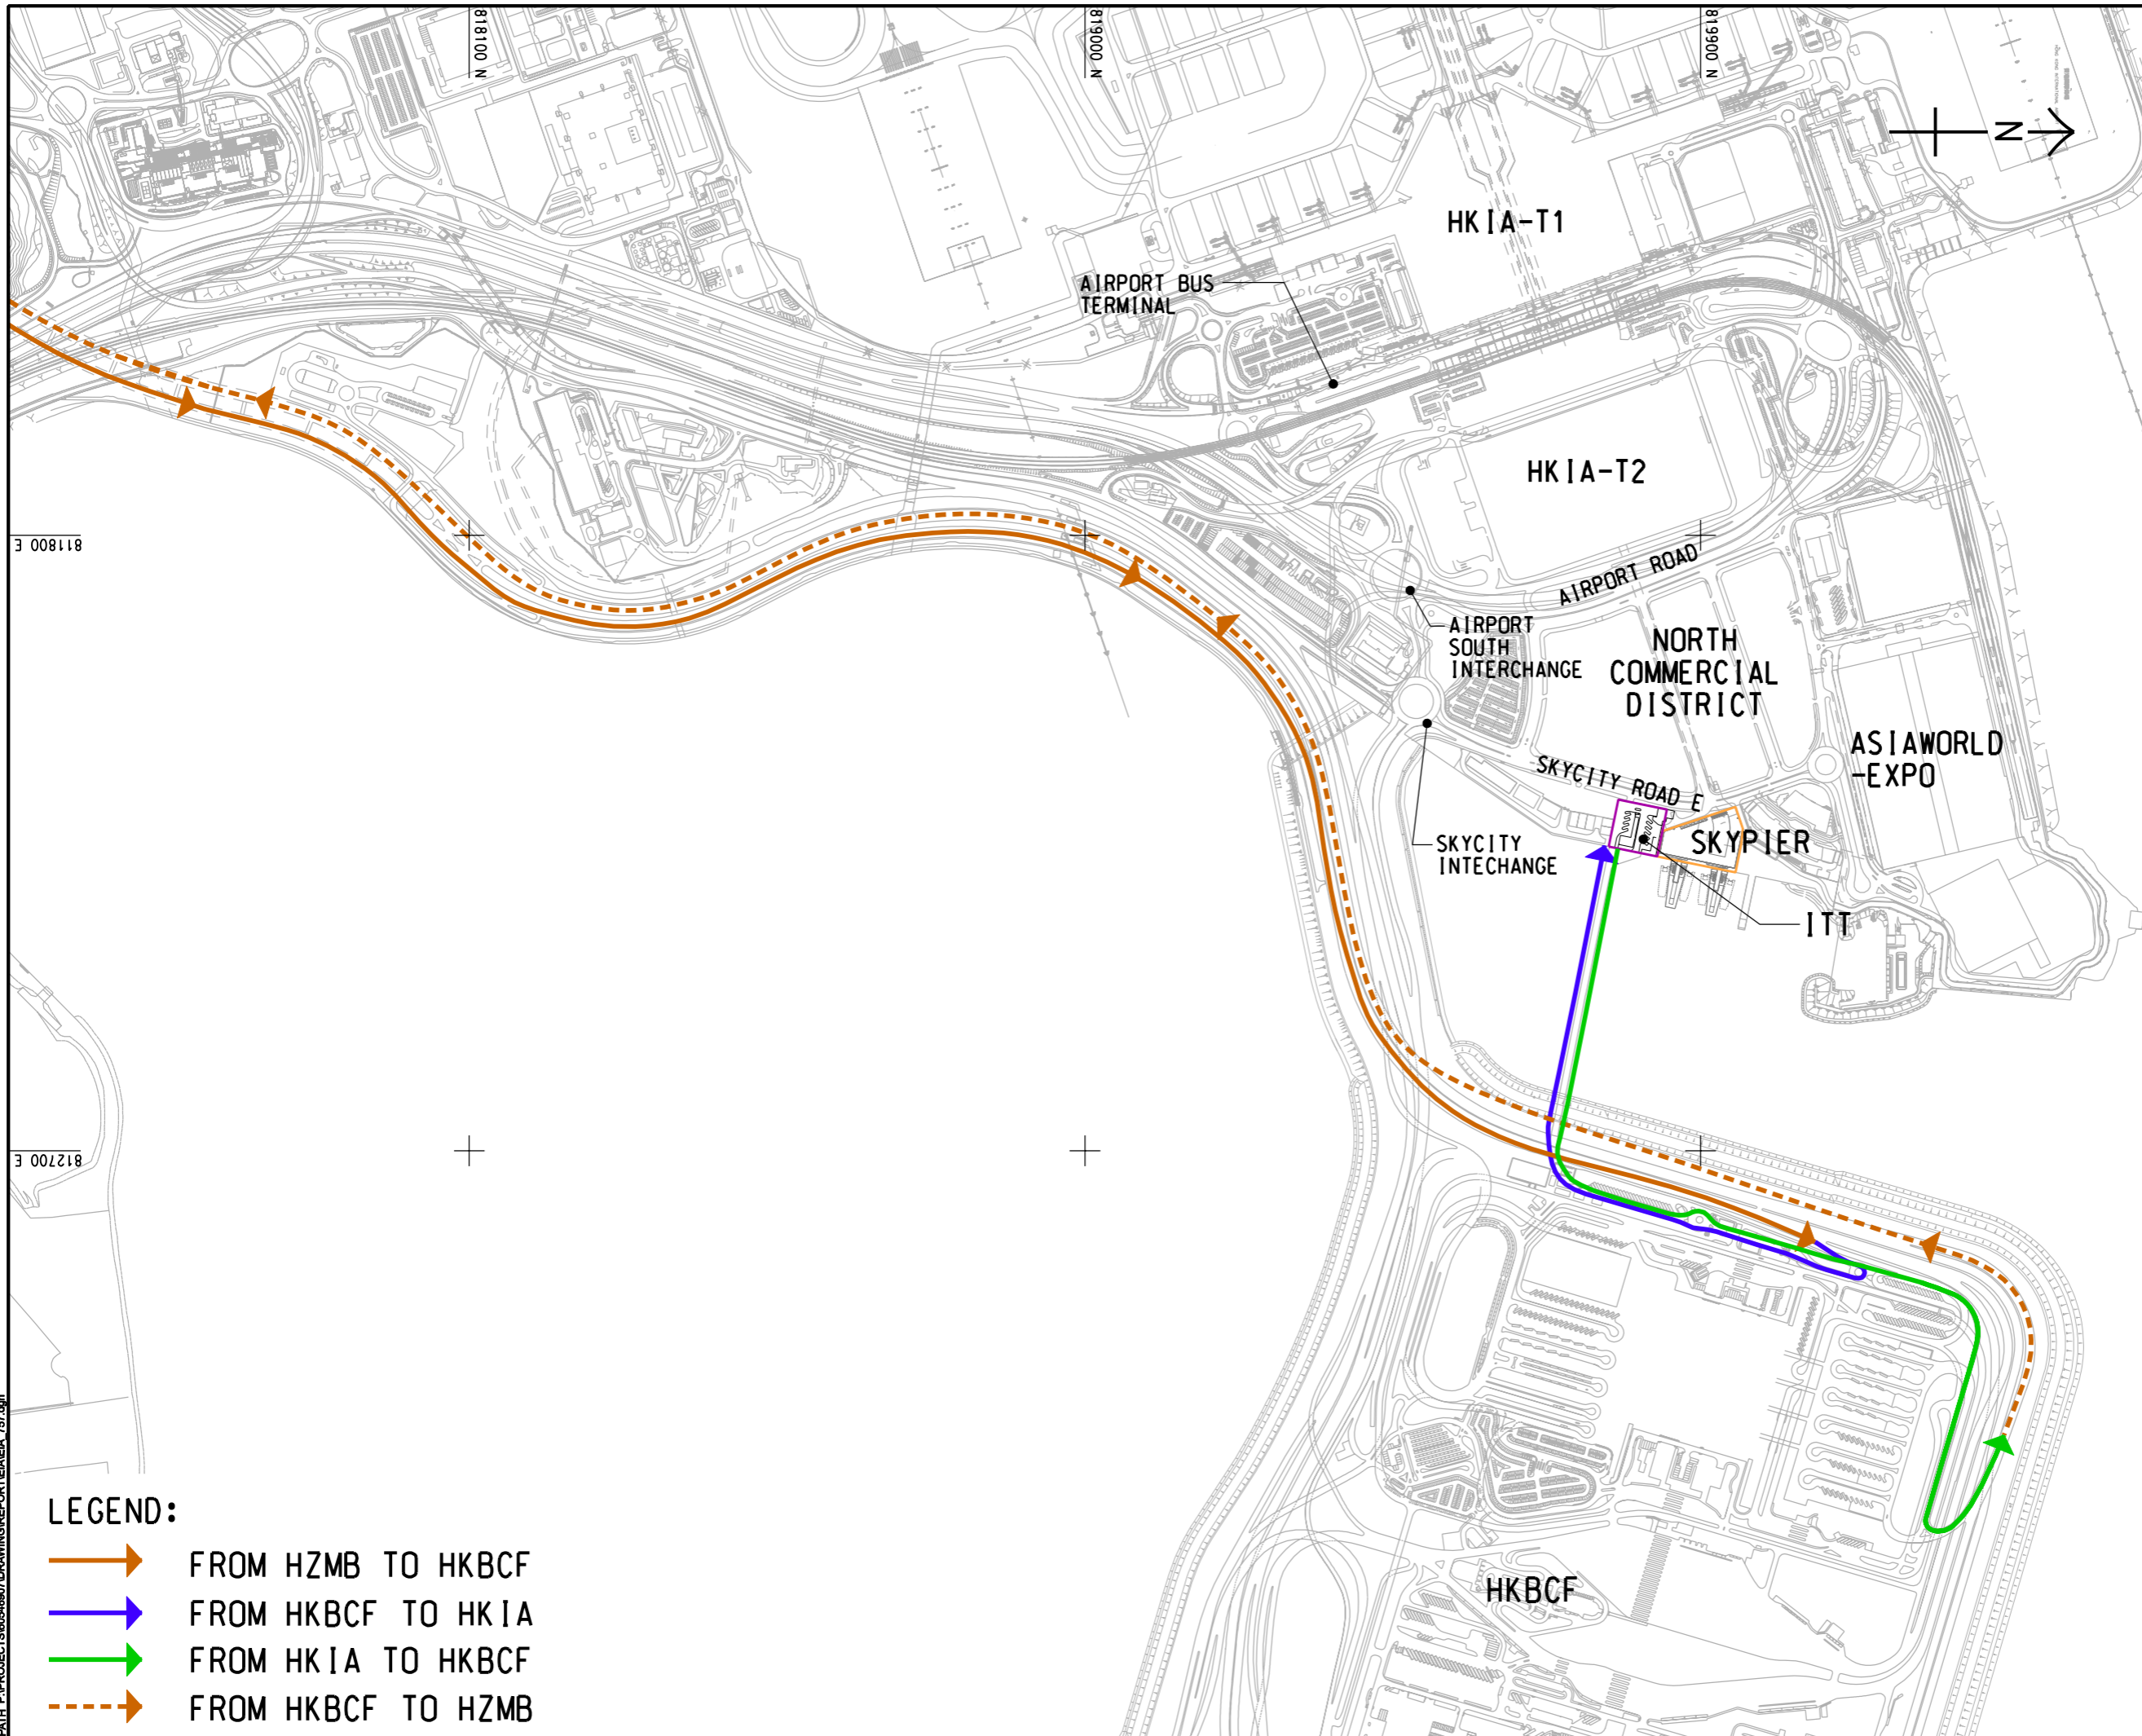 818100 N
819000 N
819900 N
N
HKIA-T1
AIRPORT BUS
TERMINAL
HKIA-T2
811800 E
AIRPORT ROAD
AIRPORT
SOUTH
INTERCHANGE
NORTH
COMMERCIAL
DISTRICT
ASIAWORLD
-EXPO
SKYCITY ROAD E
SKYPIER
SKYCITY
INTECHANGE
ITT
812700 E
HKBCF
LEGEND:
FROM HZMB TO HKBCF
FROM HKBCF TO HKIA
FROM HKIA TO HKBCF
FROM HKBCF TO HZMB